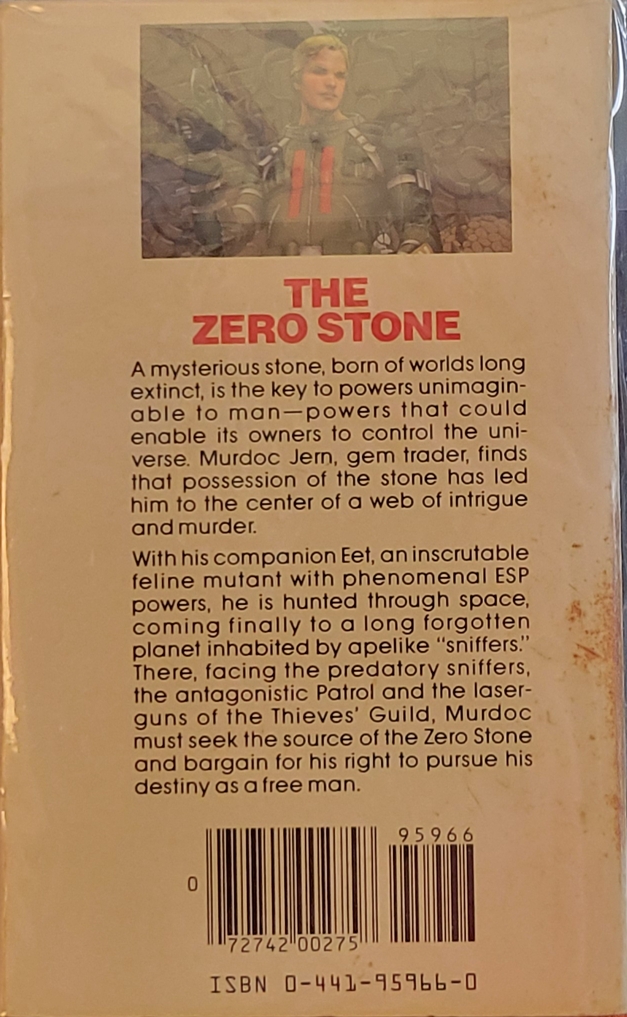 THE
ZERO STONE
A mysterious stone, born of worlds long
extinct, is the key to powers unimagin-
able to man—powers that could
enable its owners to control the uni-
verse. Murdoc Jern, gem trader, finds
that possession of the stone has led
him to the center of a web of intrigue
and murder.
With his companion Eet, an inscrutable
feline mutant with phenomenal ESP
powers, he is hunted through space,
coming finally to a long forgotten
planet inhabited by apelike "sniffers."
There, facing the predatory sniffers,
the antagonistic Patrol and the laser-
guns of the Thieves' Guild, Murdoc
must seek the source of the Zero Stone
and bargain for his right to pursue his
destiny as a free man.
95966
0
72742 00275
ISBN 0-441-95966-0